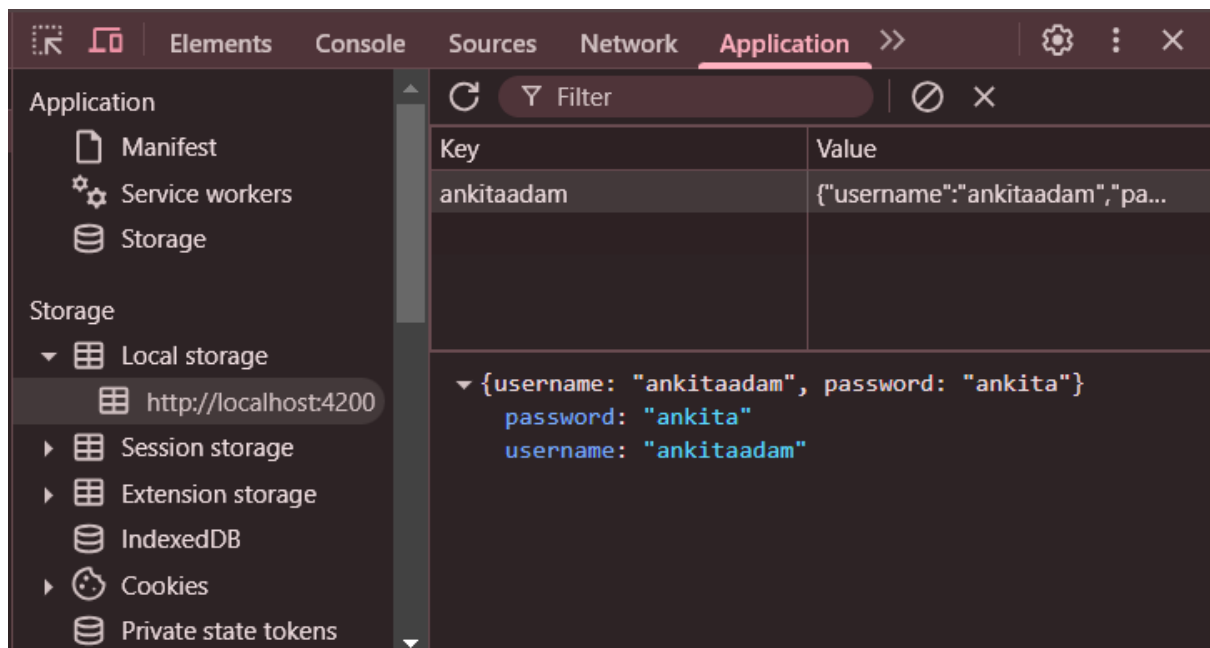 Elements Console Sources Network Application
Application
Manifest
Service workers
Storage
Storage
Local storage
http://localhost:4200
Session storage
Extension storage
IndexedDB
Cookies
Private state tokens
Filter
Key Value
ankitaadam {"username":"ankitaadam","pa...
{username: "ankitaadam", password: "ankita"}
password: "ankita"
username: "ankitaadam"